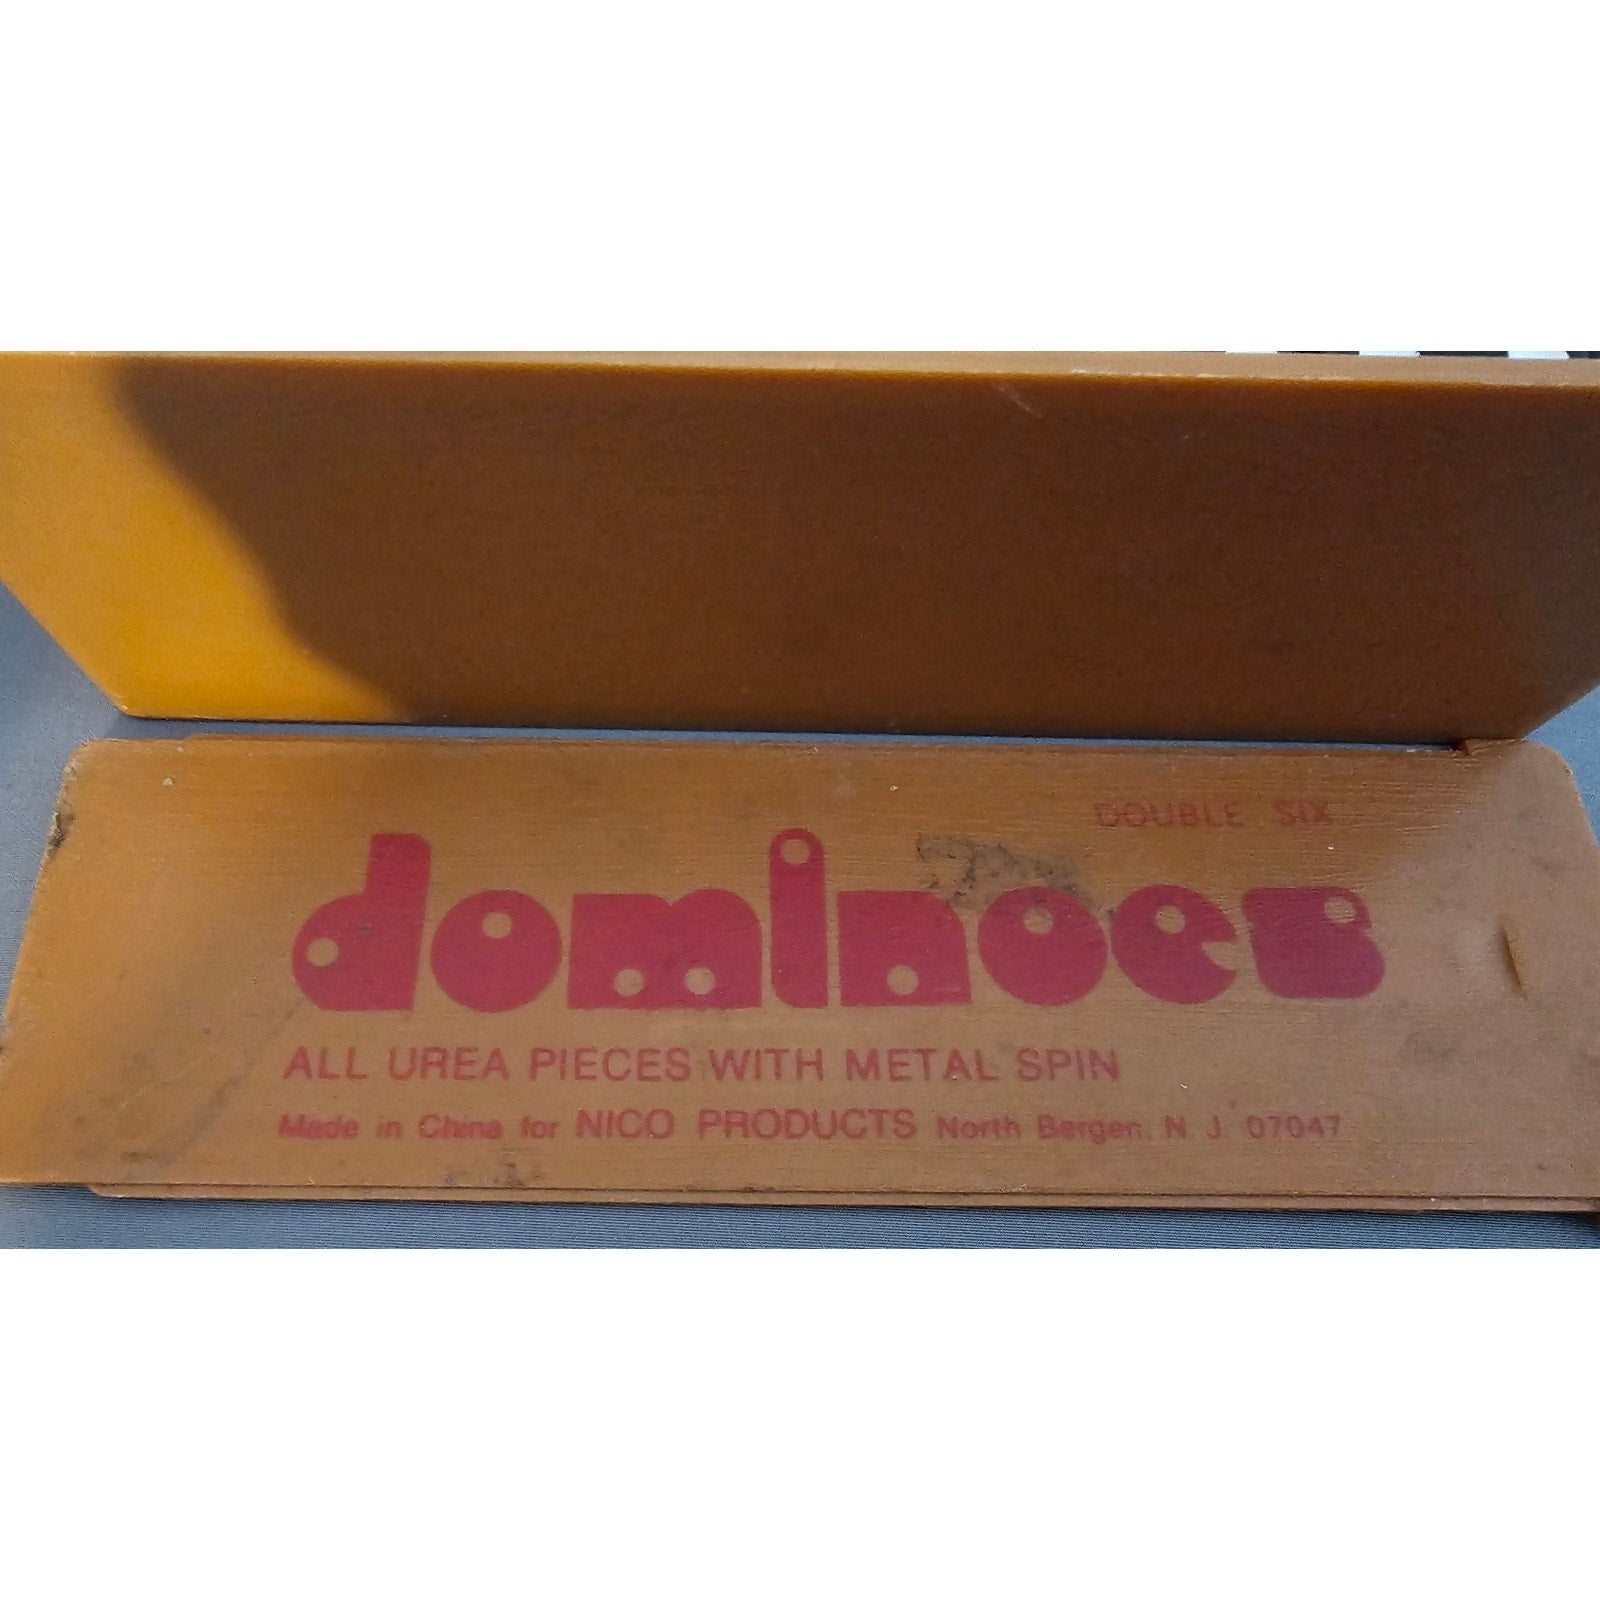 DOUBLE SIX
dominoes
ALL UREA PIECES WITH METAL SPIN
Made in China for NICO PRODUCTS North Bergen, N. J. 07047